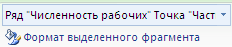 Ряд "Численность рабочих" Точка "Част
Формат выделенного фрагмента